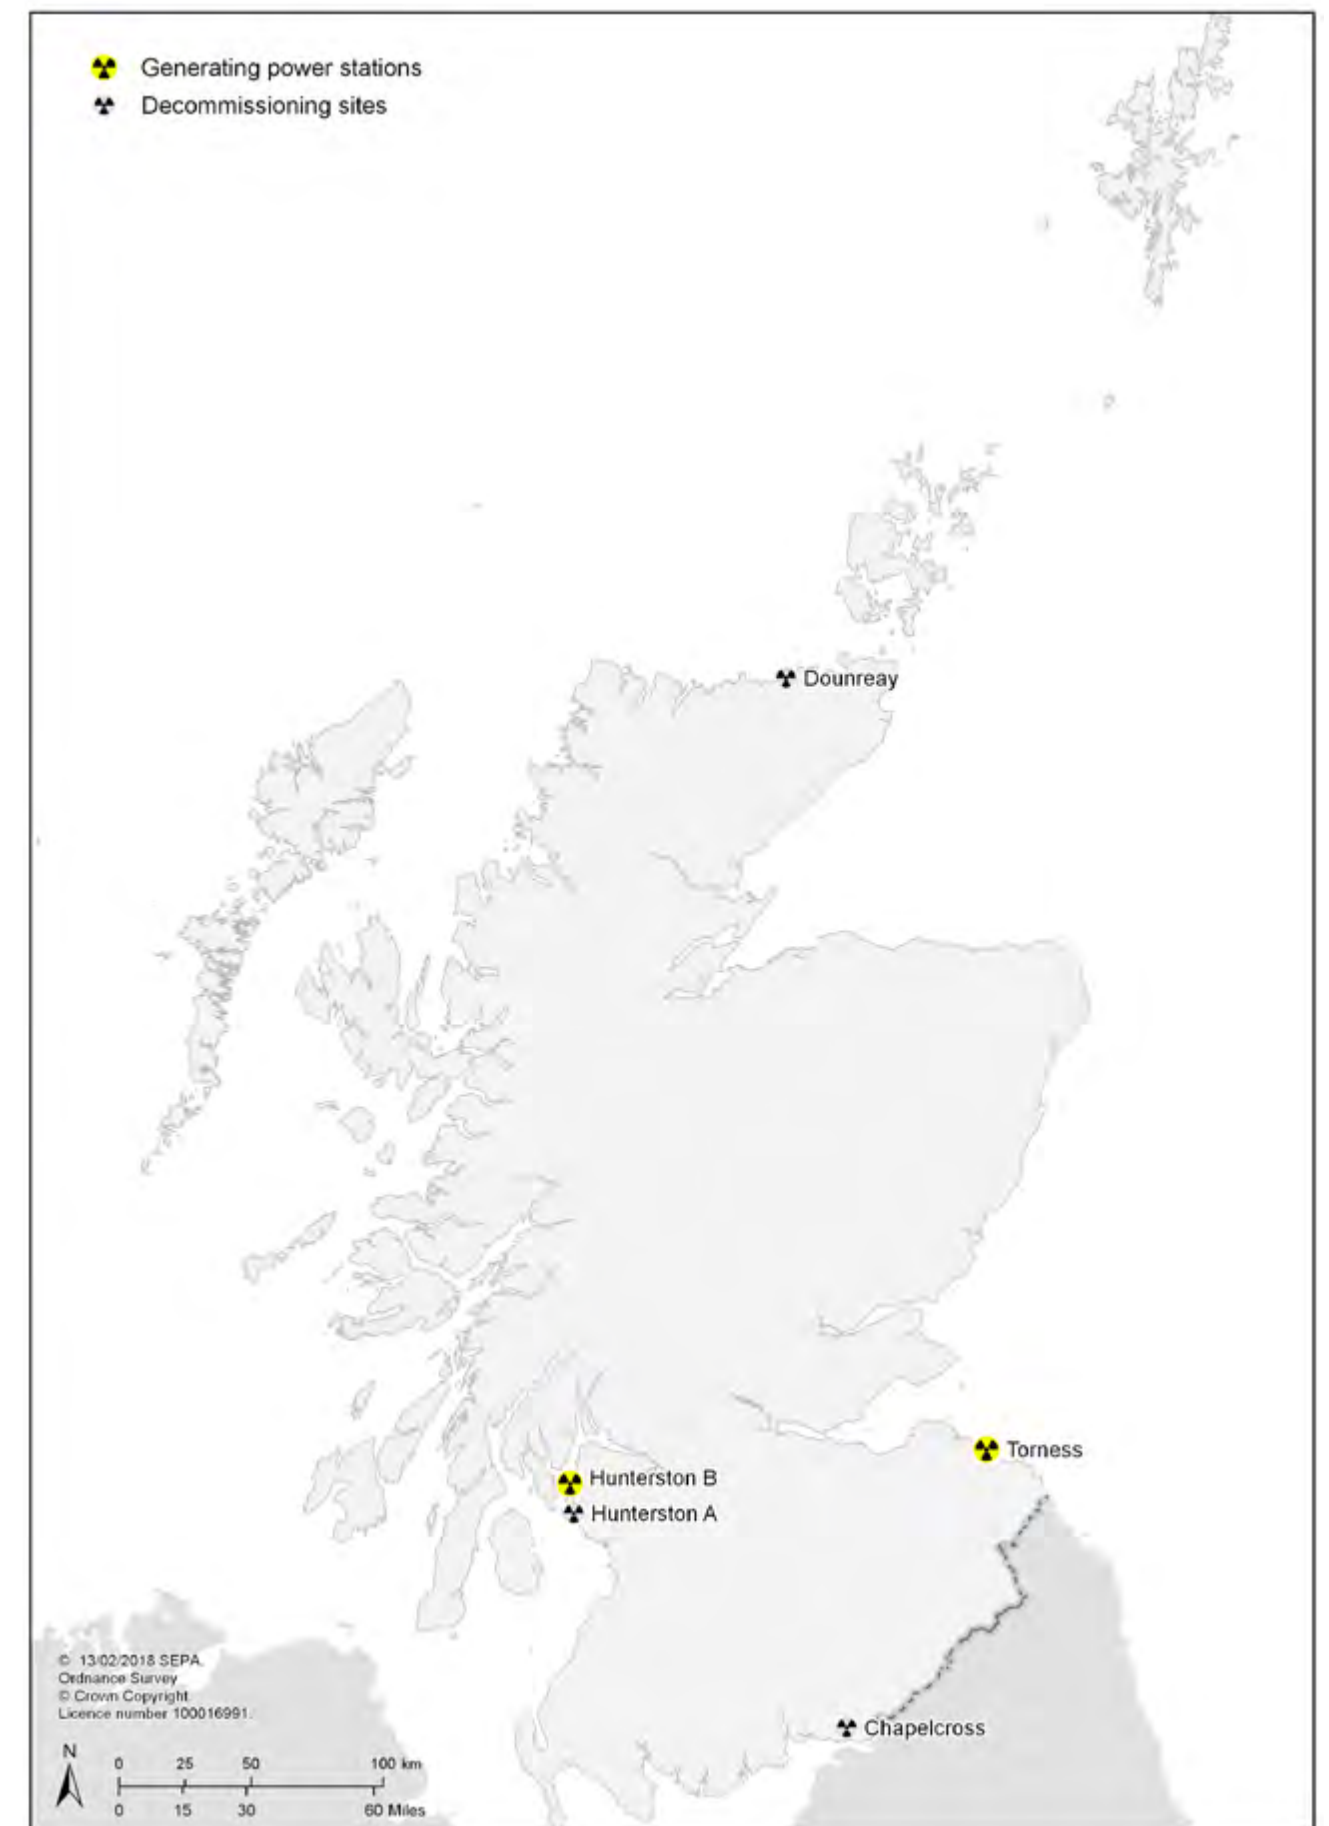 Generating power stations
Decommissioning sites
Dounreay
Torness
Hunterston B
Hunterston A
© 13/02/2018 SEPA.
Ordnance Survey
© Crown Copyright.
Licence number 100016991.
Chapelcross
N
0 25 50 100 km
0 15 30 60 Miles